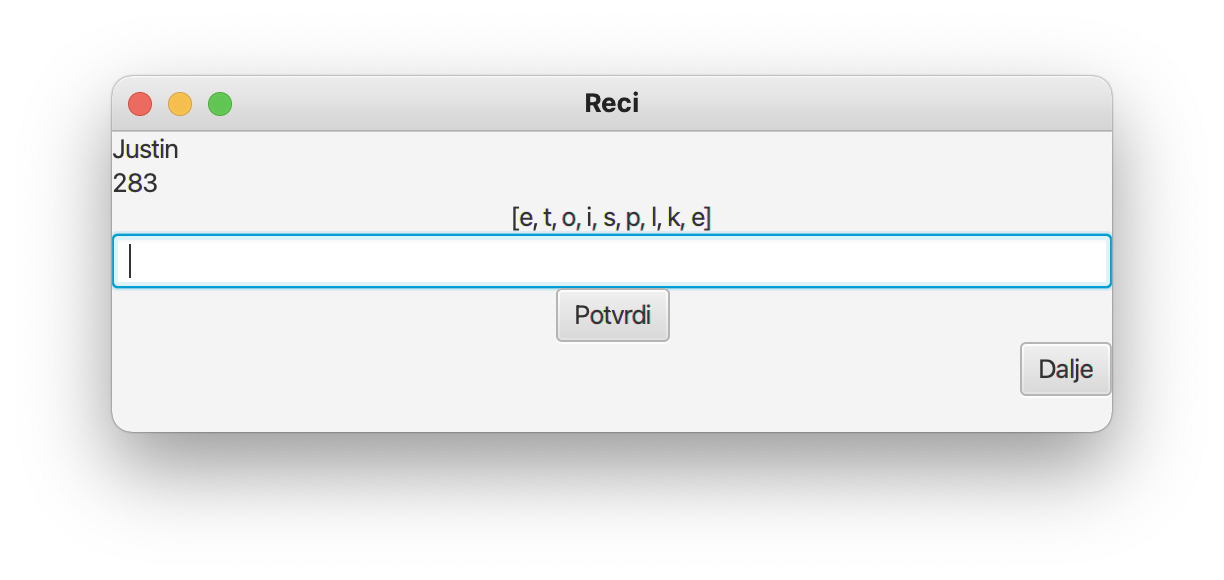 Reci
Justin
283
[e, t, o, i, s, p, l, k, e]
Potvrdi
Dalje